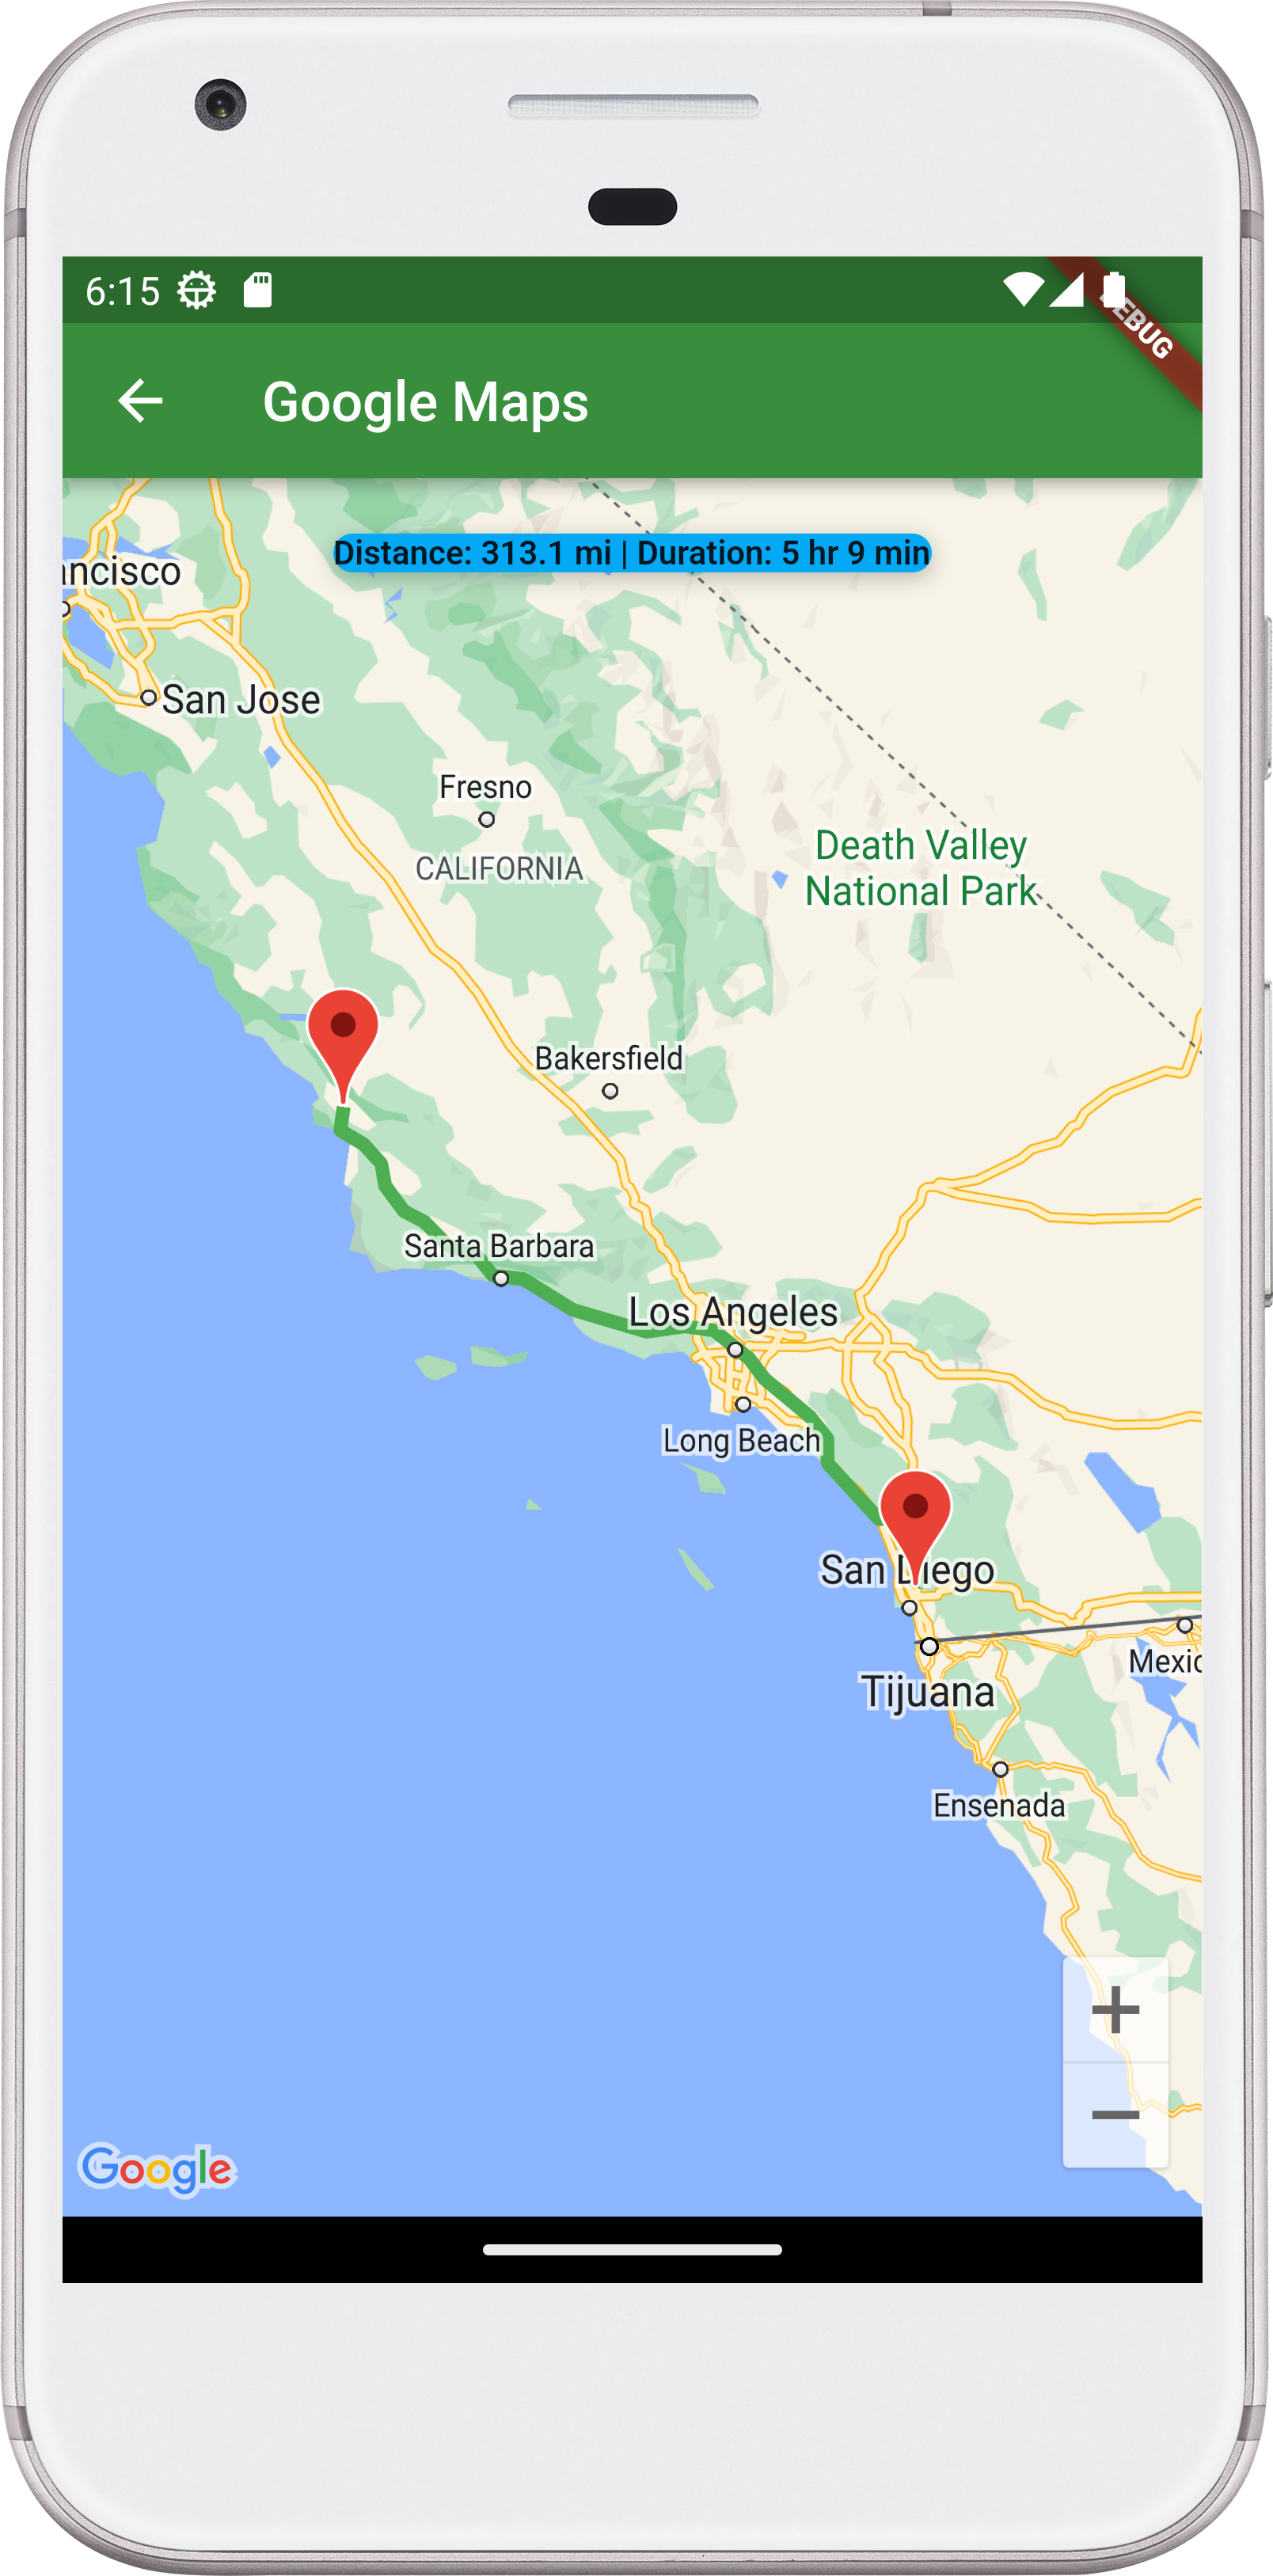 6:15
EBUG
Google Maps
Distance: 313.1 mi | Duration: 5 hr 9 min
ancisco
San Jose
Fresno
CALIFORNIA
Death Valley
National Park
Bakersfield
Santa Barbara
Los Angeles
Long Beach
San Diego
Mexic
Tijuana
Ensenada
Google